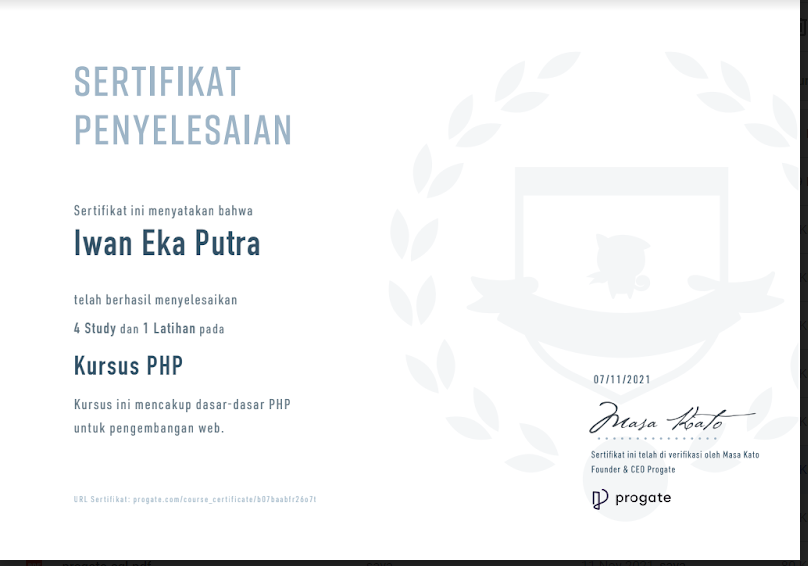 SERTIFIKAT
PENYELESAIAN
Sertifikat ini menyatakan bahwa
Iwan Eka Putra
telah berhasil menyelesaikan
4 Study dan 1 Latihan pada
Kursus PHP
Kursus ini mencakup dasar-dasar PHP
untuk pengembangan web.
07/11/2021
Masa Kato
Sertifikat ini telah di verifikasi oleh Masa Kato
Founder & CEO Progate
URL Sertifikat: progate.com/course_certificate/
progate